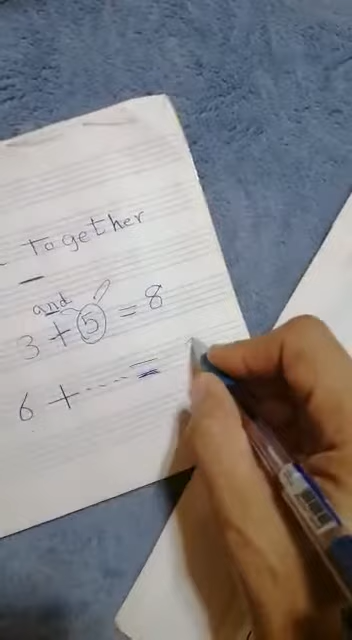 Together
and
3 + 5 = 8
6 + ..... =